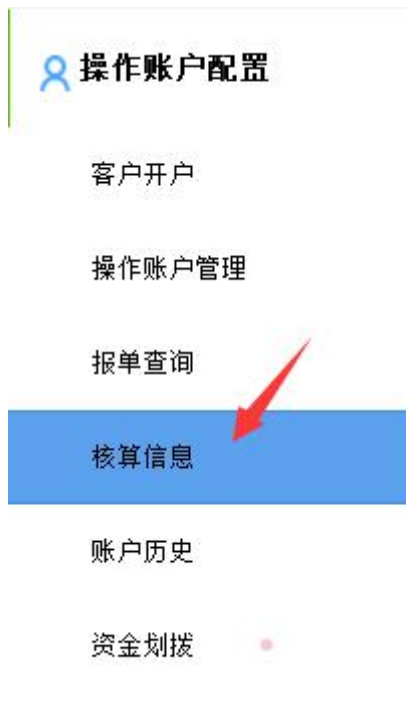 操作账户配置
客户开户
操作账户管理
报单查询
核算信息
账户历史
资金划拨